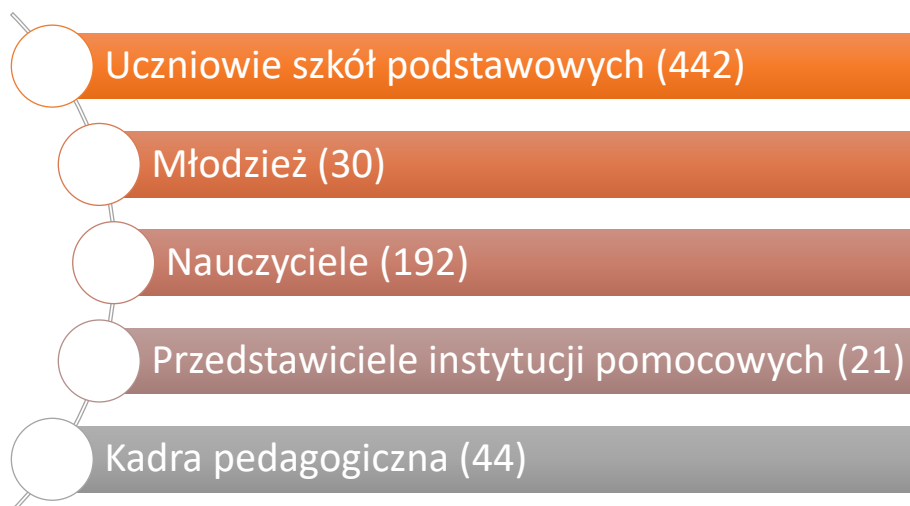 Uczniowie szkół podstawowych (442)
Młodzież (30)
Nauczyciele (192)
Przedstawiciele instytucji pomocowych (21)
Kadra pedagogiczna (44)